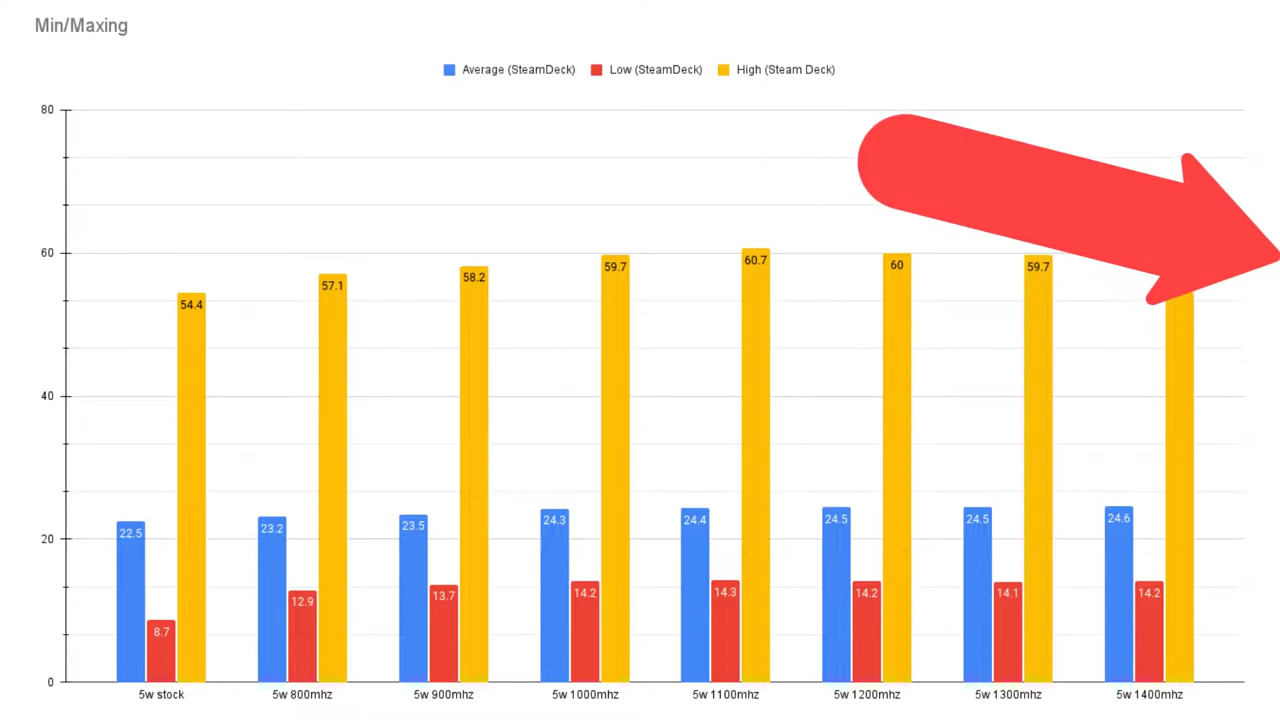 Min/Maxing
Average (SteamDeck) Low (SteamDeck) High (Steam Deck)
80
60
40
20
0
54.4 57.1 58.2 59.7 60.7 60 59.7
22.5 23.2 23.5 24.3 24.4 24.5 24.5 24.6
8.7 12.9 13.7 14.2 14.3 14.2 14.1 14.2
5w stock 5w 800mhz 5w 900mhz 5w 1000mhz 5w 1100mhz 5w 1200mhz 5w 1300mhz 5w 1400mhz